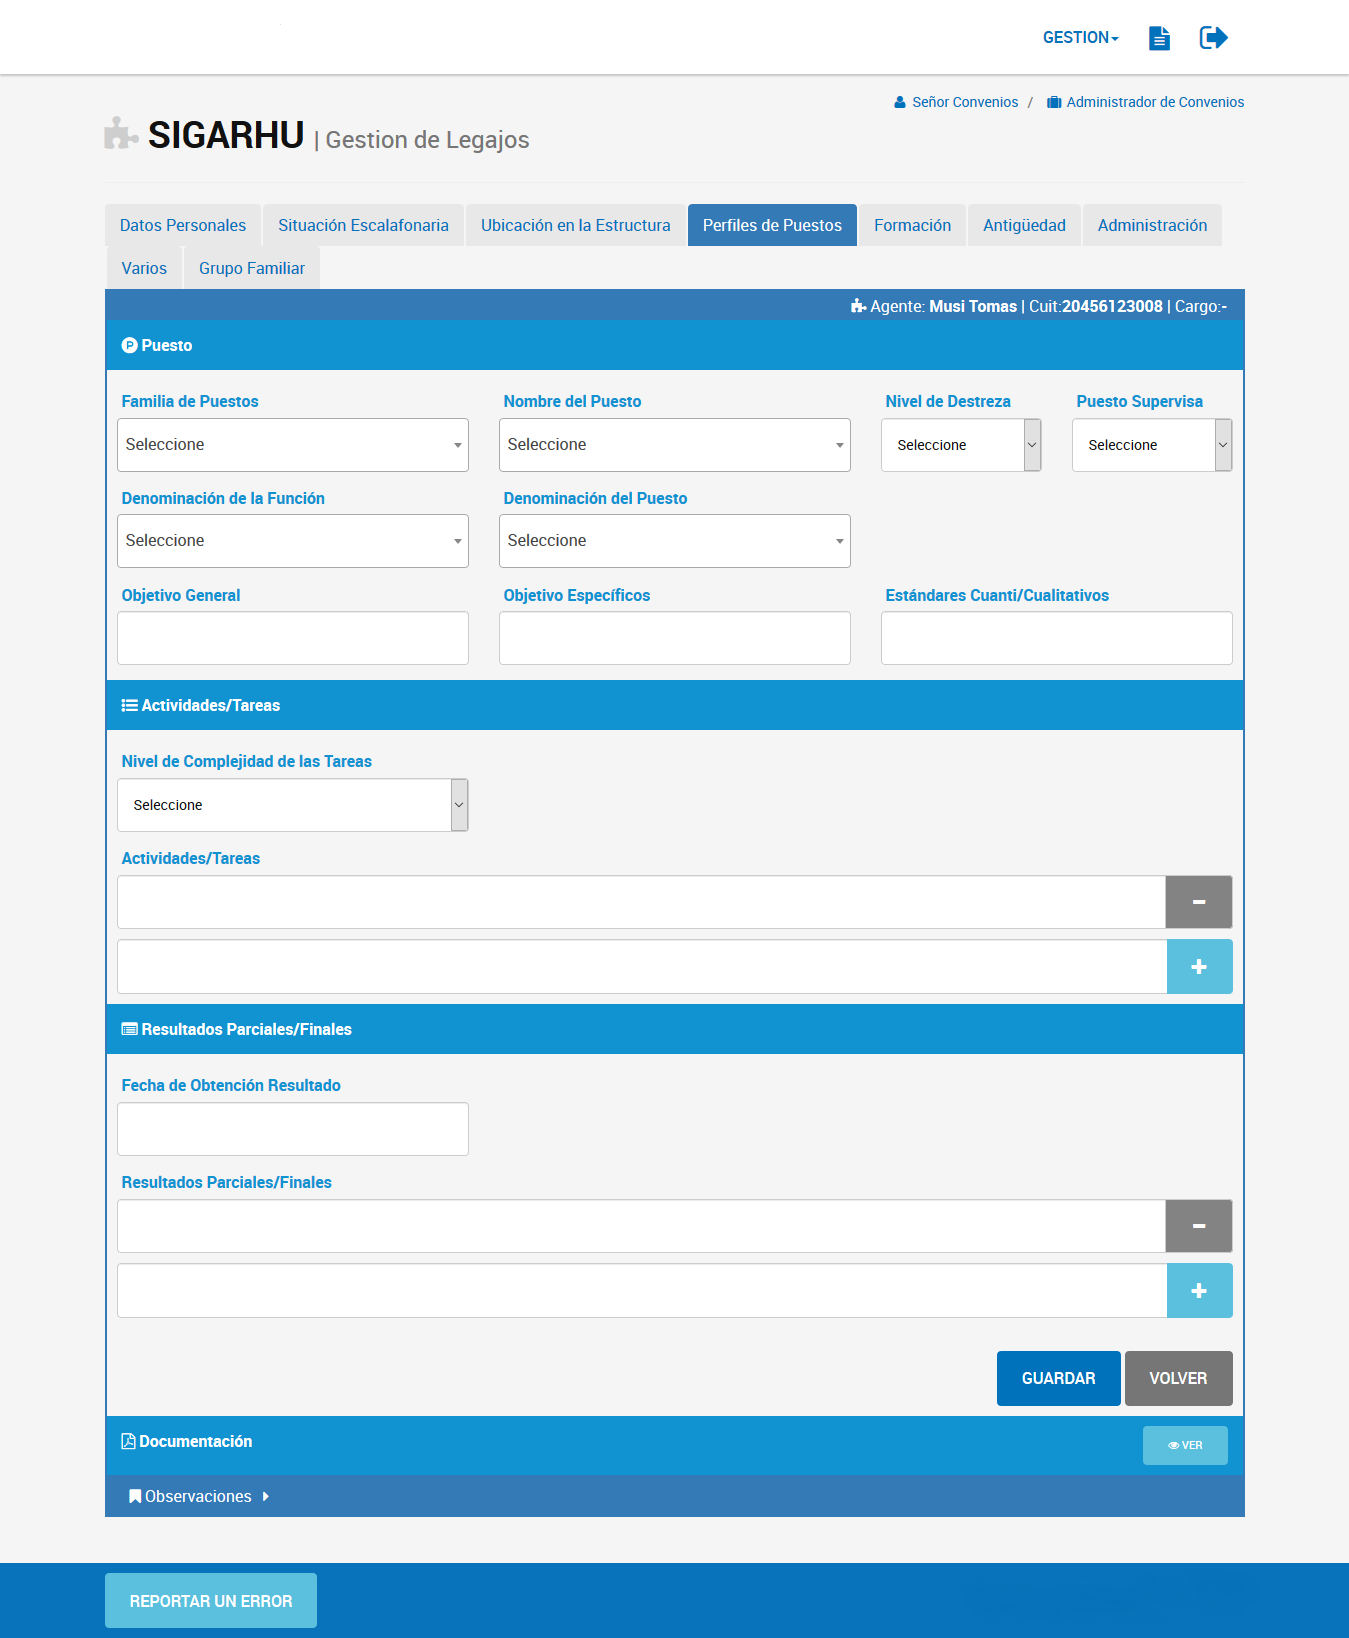 GESTION
Señor Convenios / Administrador de Convenios
SIGARHU | Gestion de Legajos
Datos Personales Situación Escalafonaria Ubicación en la Estructura Perfiles de Puestos Formación Antigüedad Administración
Varios Grupo Familiar
Agente: Musi Tomas | Cuit:20456123008 | Cargo:-
Puesto
Familia de Puestos Nombre del Puesto Nivel de Destreza Puesto Supervisa
Seleccione Seleccione Seleccione Seleccione
Denominación de la Función Denominación del Puesto
Seleccione Seleccione
Objetivo General Objetivo Específicos Estándares Cuanti/Cualitativos
Actividades/Tareas
Nivel de Complejidad de las Tareas
Seleccione
Actividades/Tareas
Resultados Parciales/Finales
Fecha de Obtención Resultado
Resultados Parciales/Finales
GUARDAR VOLVER
Documentación VER
Observaciones
REPORTAR UN ERROR